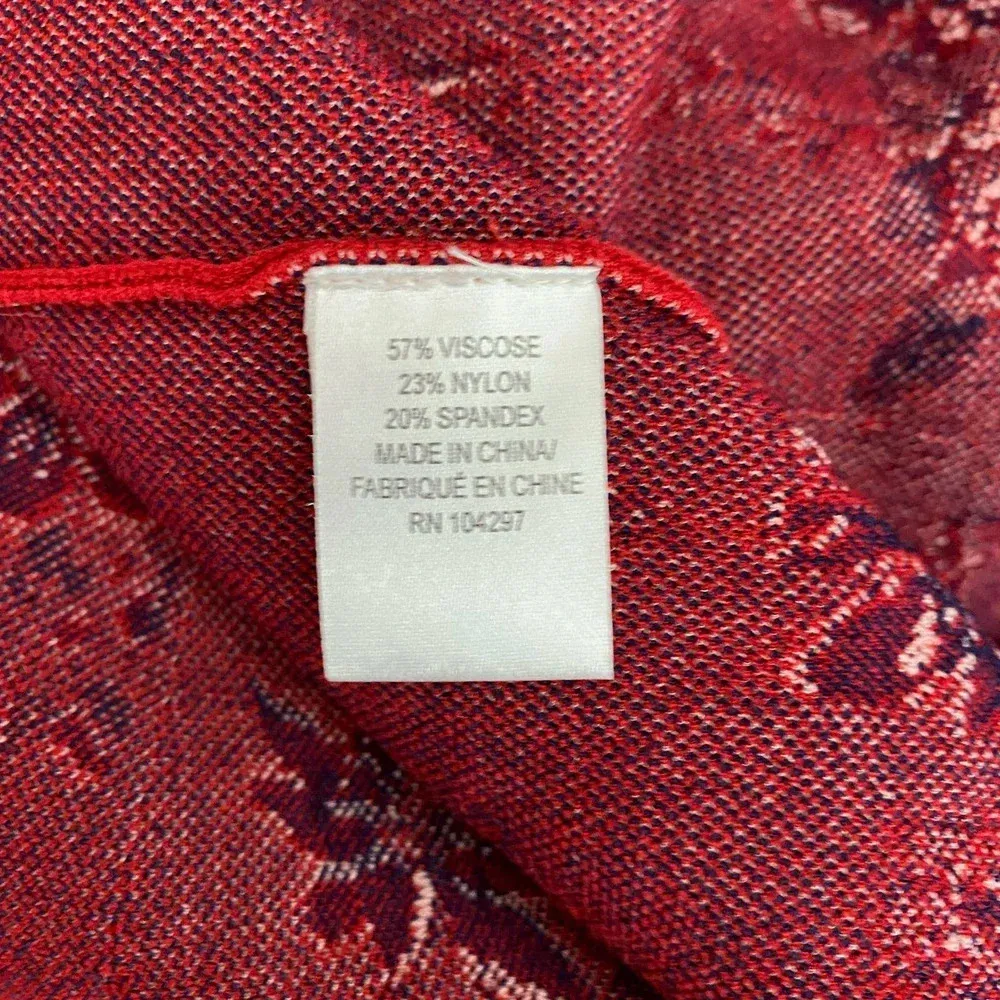 57% VISCOSE
23% NYLON
20% SPANDEX
MADE IN CHINA/
FABRIQUÉ EN CHINE
RN 104297